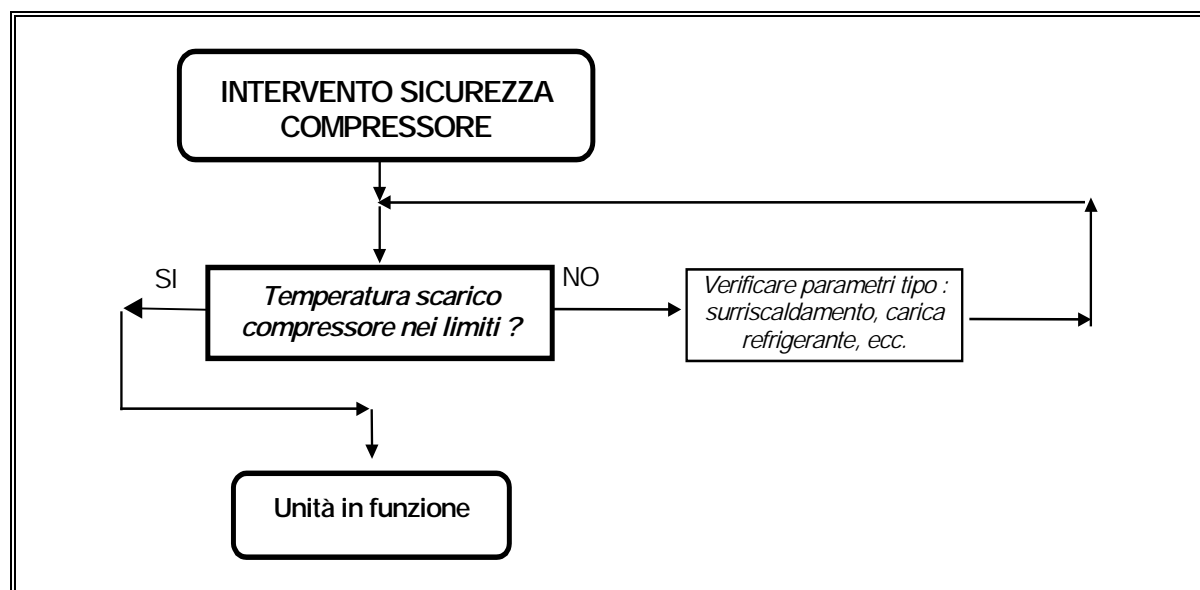 INTERVENTO SICUREZZA
COMPRESSORE
SI
Temperatura scarico
compressore nei limiti ?
NO
Verificare parametri tipo :
surriscaldamento, carica
refrigerante, ecc.
Unità in funzione